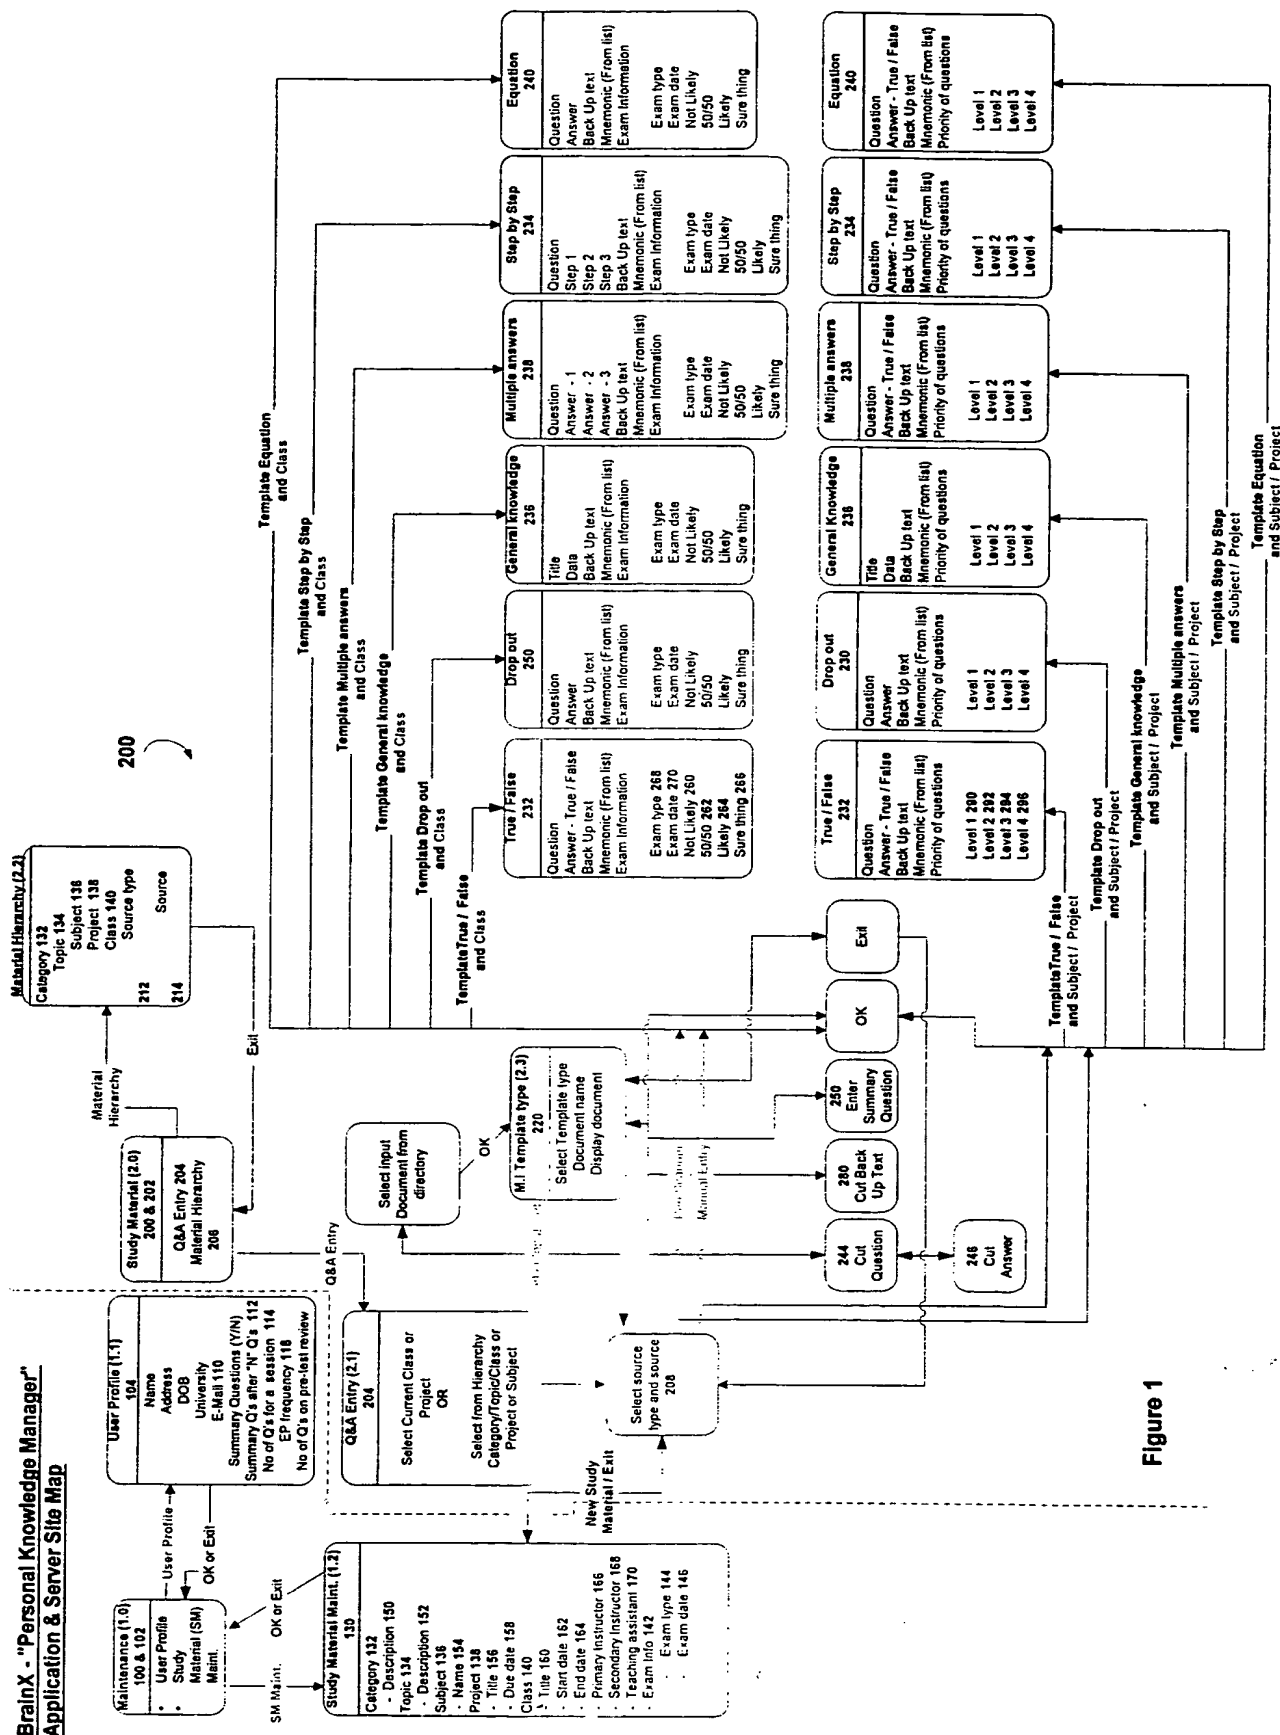 BrainX - "Personal Knowledge Manager"
Application & Server Site Map
Maintenance (1.0)
100 & 102
• User Profile
• Study
Material (SM)
Maint.
User Profile
OK or Exit
SM Maint.
OK or Exit
User Profile (1.1)
104
Name
Address
DOB
University
E-Mail 110
Summary Questions (Y/N)
Summary Q's after "N" Q's 112
No of Q's for a session 114
EP frequency 118
No of Q's on pre-test review
Study Material Maint. (1.2)
130
Category 132
- Description 150
Topic 134
- Description 152
Subject 136
- Name 154
Project 138
- Title 156
- Due date 158
Class 140
- Title 160
- Start date 162
- End date 164
- Primary Instructor 166
- Secondary Instructor 168
- Teaching assistant 170
- Exam Info 142
- Exam type 144
- Exam date 146
New Study
Material / Exit
Study Material (2.0)
200 & 202
Q&A Entry 204
Material Hierarchy
206
Material
Hierarchy
Exit
Q&A Entry
Material Hierarchy (2.2)
Category 132
Topic 134
Subject 136
Project 138
Class 140
212 Source type
214 Source
200
Q&A Entry (2.1)
204
Select Current Class or
Project
OR
Select from Hierarchy
Category/Topic/Class or
Project or Subject
Select source
type and source
208
Select input
Document from
directory
OK
M.I Template type (2.3)
220
Select Template type
Document name
Display document
Manual Entry
244
Cut
Question
246
Cut
Answer
280
Cut Back
Up Text
250
Enter
Summary
Question
OK
Exit
Template Equation
and Class
Template Step by Step
and Class
Template Multiple answers
and Class
Template General knowledge
and Class
Template Drop out
and Class
TemplateTrue / False
and Class
True / False
232
Question
Answer - True / False
Back Up text
Mnemonic (From list)
Exam Information
Exam type 268
Exam date 270
Not Likely 260
50/50 262
Likely 264
Sure thing 266
Drop out
250
Question
Answer
Back Up text
Mnemonic (From list)
Exam Information
Exam type
Exam date
Not Likely
50/50
Likely
Sure thing
General knowledge
236
Title
Data
Back Up text
Mnemonic (From list)
Exam Information
Exam type
Exam date
Not Likely
50/50
Likely
Sure thing
Multiple answers
238
Question
Answer - 1
Answer - 2
Answer - 3
Back Up text
Mnemonic (From list)
Exam Information
Exam type
Exam date
Not Likely
50/50
Likely
Sure thing
Step by Step
234
Question
Step 1
Step 2
Step 3
Back Up text
Mnemonic (From list)
Exam Information
Exam type
Exam date
Not Likely
50/50
Likely
Sure thing
Equation
240
Question
Answer
Back Up text
Mnemonic (From list)
Exam Information
Exam type
Exam date
Not Likely
50/50
Likely
Sure thing
True / False
232
Question
Answer - True / False
Back Up text
Mnemonic (From list)
Priority of questions
Level 1 290
Level 2 292
Level 3 294
Level 4 296
Drop out
230
Question
Answer
Back Up text
Mnemonic (From list)
Priority of questions
Level 1
Level 2
Level 3
Level 4
General Knowledge
236
Title
Data
Back Up text
Mnemonic (From list)
Priority of questions
Level 1
Level 2
Level 3
Level 4
Multiple answers
238
Question
Answer - True / False
Back Up text
Mnemonic (From list)
Priority of questions
Level 1
Level 2
Level 3
Level 4
Step by Step
234
Question
Answer - True / False
Back Up text
Mnemonic (From list)
Priority of questions
Level 1
Level 2
Level 3
Level 4
Equation
240
Question
Answer - True / False
Back Up text
Mnemonic (From list)
Priority of questions
Level 1
Level 2
Level 3
Level 4
TemplateTrue / False
and Subject / Project
Template Drop out
and Subject / Project
Template General knowledge
and Subject / Project
Template Multiple answers
and Subject / Project
Template Step by Step
and Subject / Project
Template Equation
and Subject / Project
Figure 1